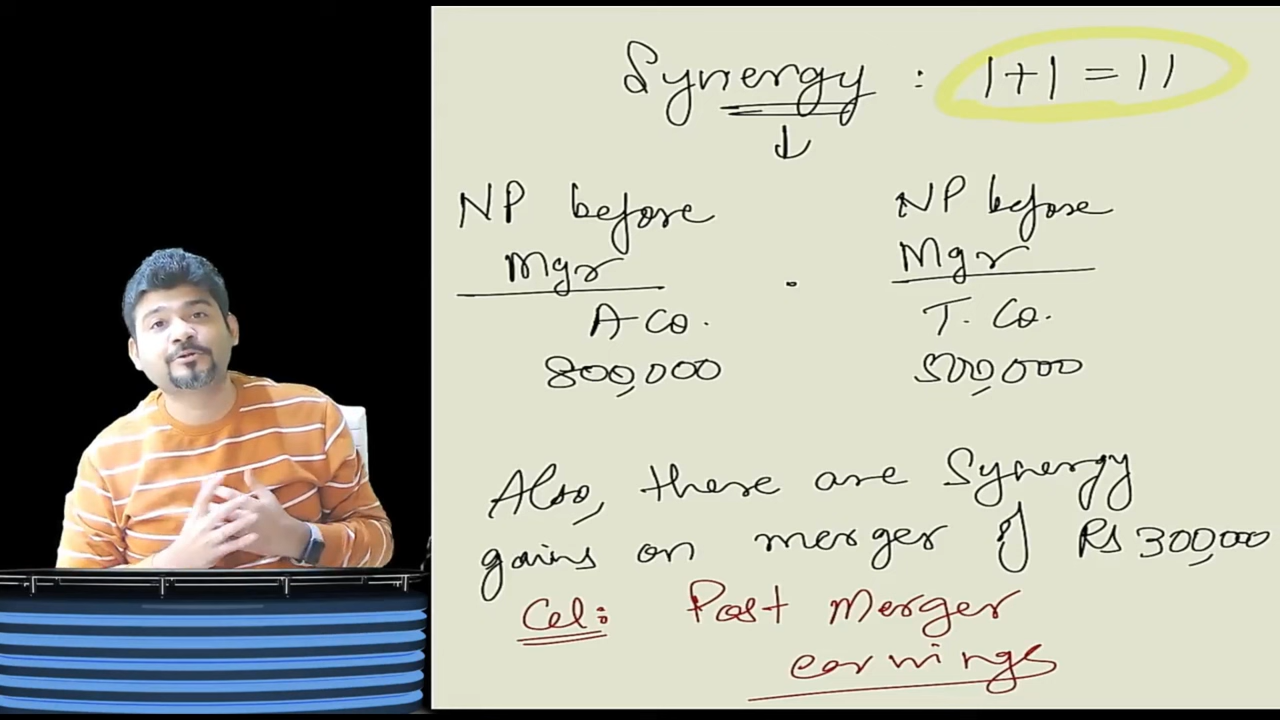 Synergy : 1+1 = 11
NP before
Mgr
A Co.
800,000
NP before
Mgr
T. Co.
500,000
Also, there are Synergy
gains on merger of Rs 300,000
Cal: Post Merger
earnings